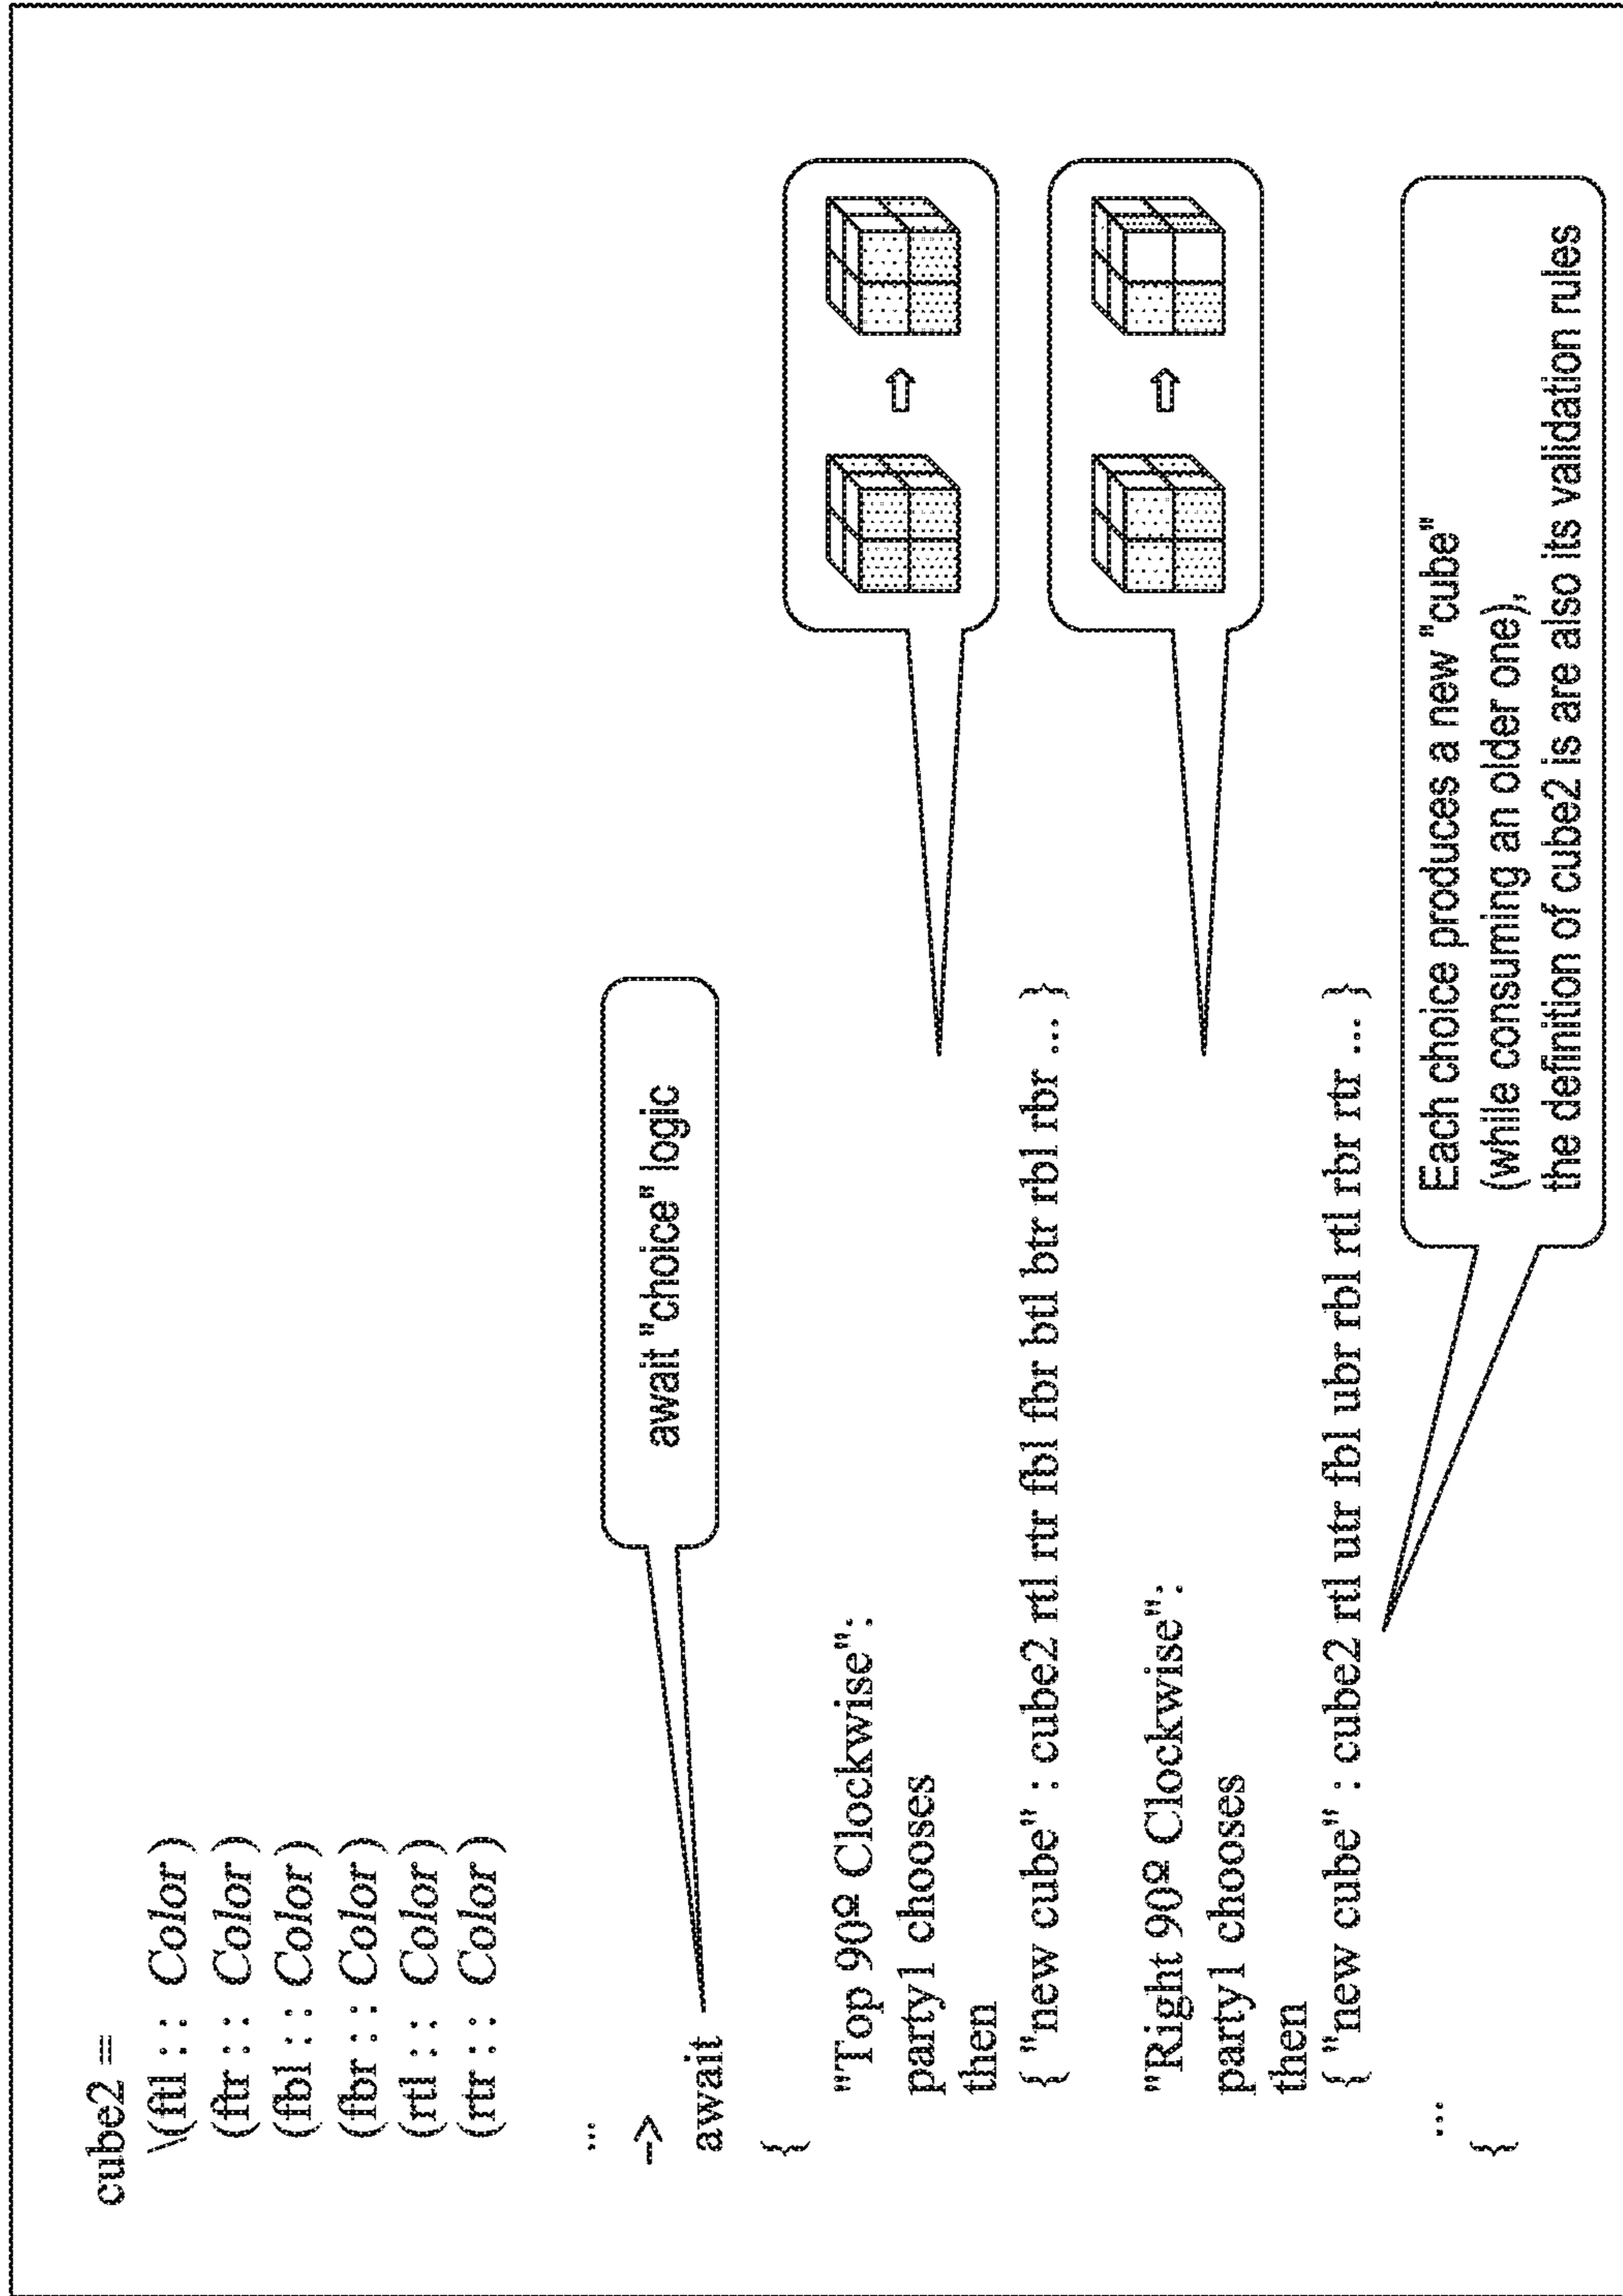 cube2 =
\(ftl :: Color)
(ftr :: Color)
(fbl :: Color)
(fbr :: Color)
(rtl :: Color)
(rtr :: Color)
...
->
await
await "choice" logic
{
"Top 90º Clockwise":
party1 chooses
then
{ "new cube" : cube2 rtl rtr fbl fbr btl btr rbl rbr ... }
"Right 90º Clockwise":
party1 chooses
then
{ "new cube" : cube2 rtl utr fbl ubr rbl rtl rbr rtr ... }
...
{
Each choice produces a new "cube"
(while consuming an older one),
the definition of cube2 is are also its validation rules